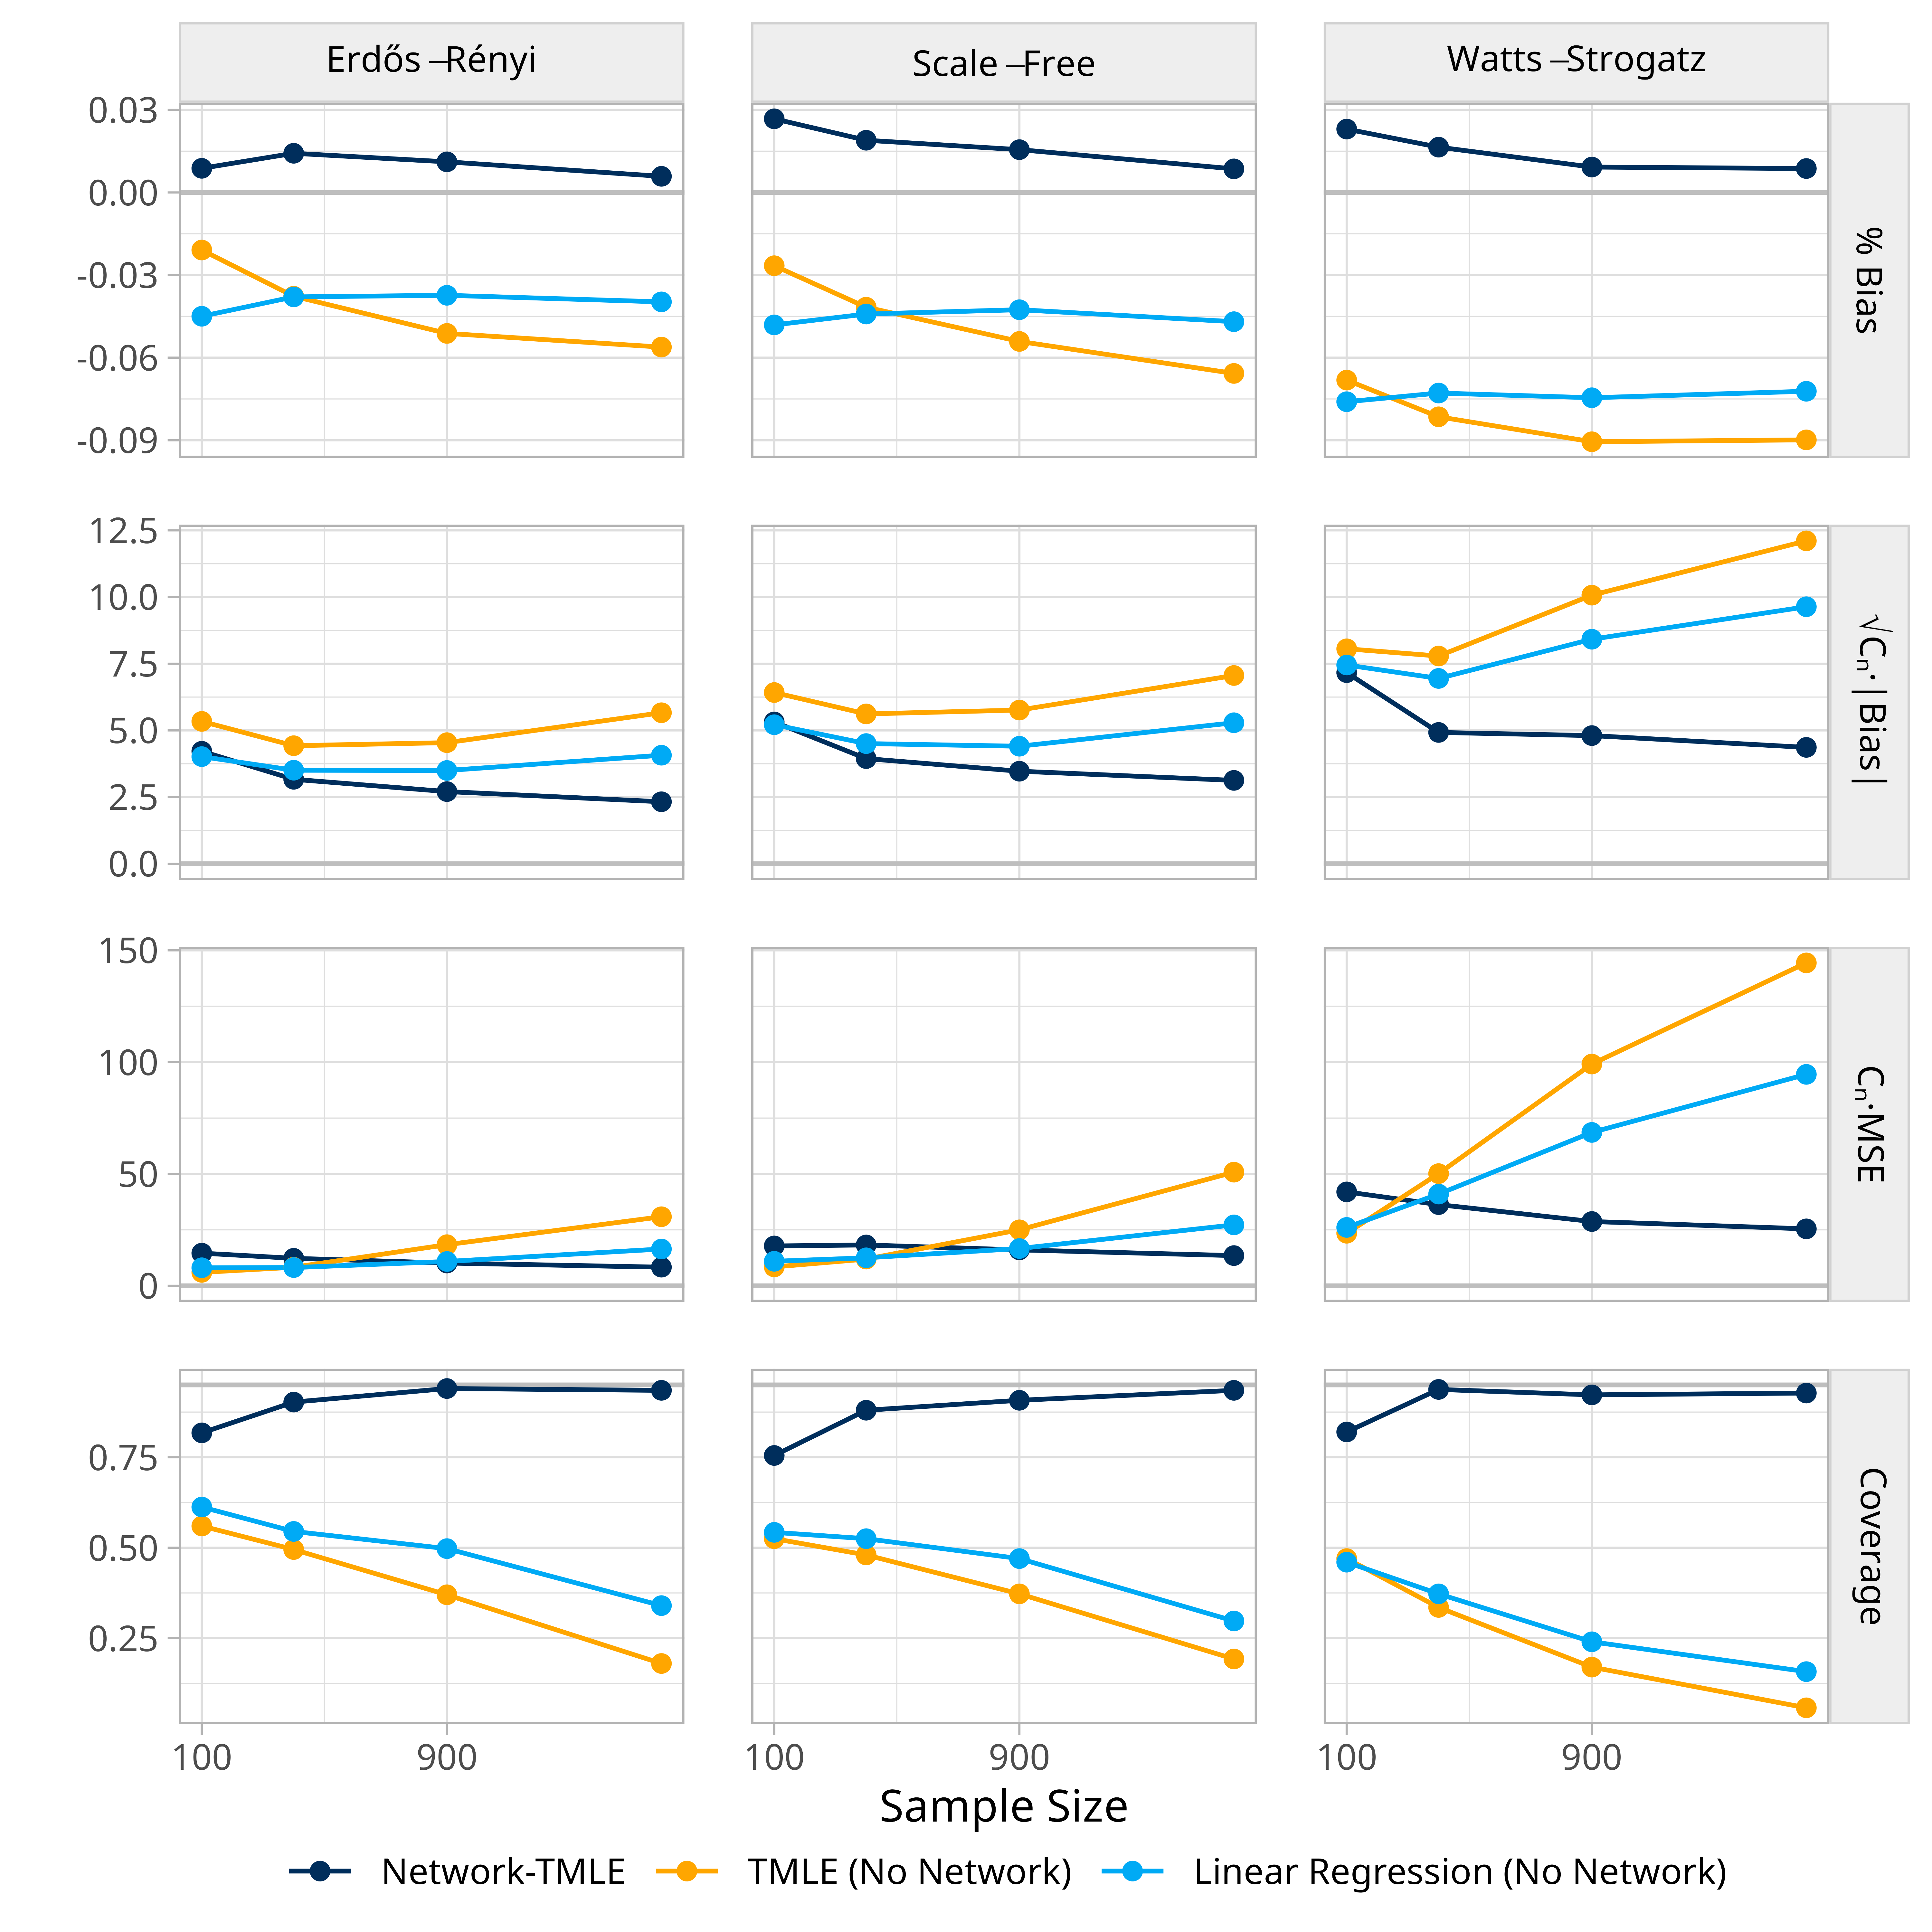 Erdős –Rényi
Scale –Free
Watts –Strogatz
0.03
0.00
-0.03
-0.06
-0.09
% Bias
12.5
10.0
7.5
5.0
2.5
0.0
√Cₙ·|Bias|
150
100
50
0
Cₙ·MSE
0.75
0.50
0.25
Coverage
100 900 100 900 100 900
Sample Size
Network-TMLE TMLE (No Network) Linear Regression (No Network)